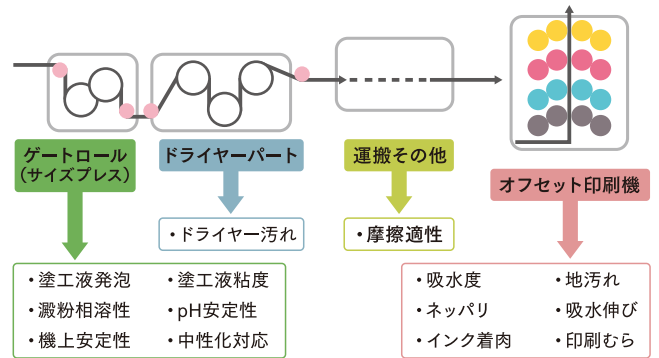 ゲートロール
(サイズプレス)
ドライヤーパート
運搬その他
オフセット印刷機
・ドライヤー汚れ
・摩擦適性
・塗工液発泡
・塗工液粘度
・澱粉相溶性
・pH安定性
・機上安定性
・中性化対応
・吸水度
・地汚れ
・ネッパリ
・吸水伸び
・インク着肉
・印刷むら